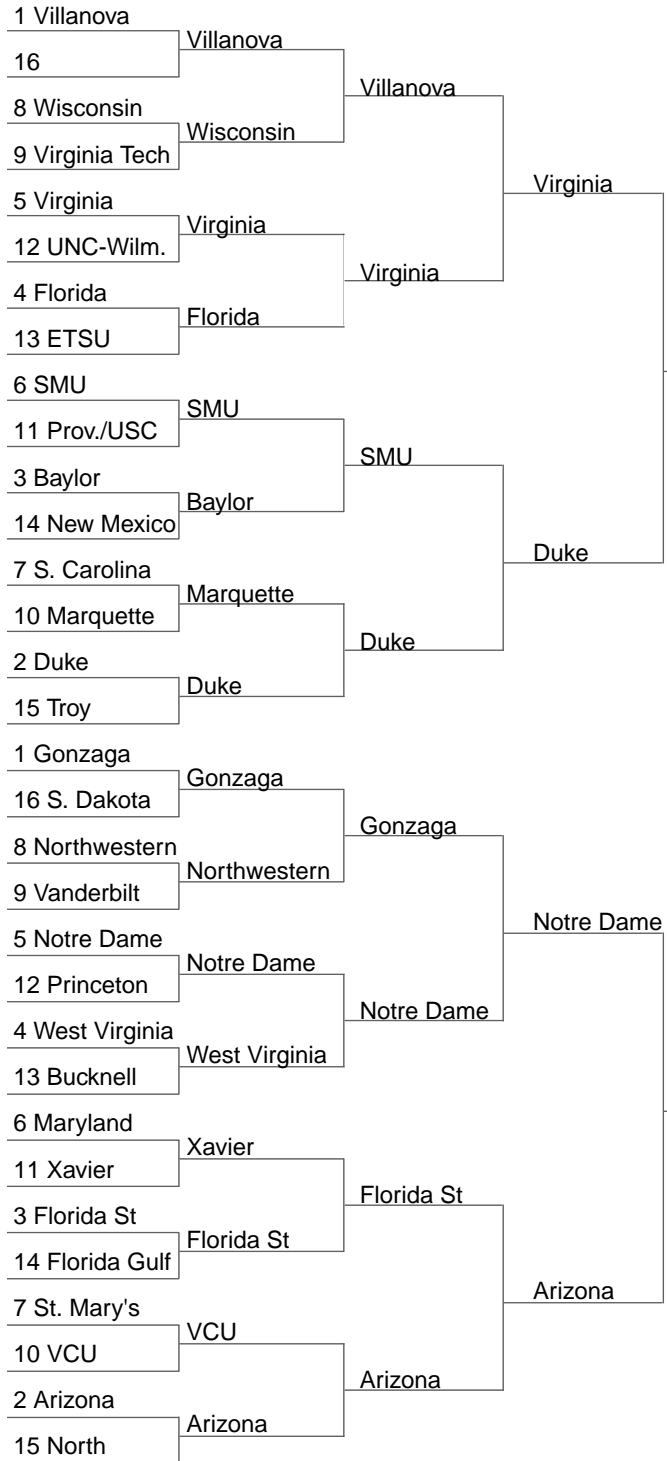 1 Villanova
16
8 Wisconsin
9 Virginia Tech
5 Virginia
12 UNC-Wilm.
4 Florida
13 ETSU
6 SMU
11 Prov./USC
3 Baylor
14 New Mexico
7 S. Carolina
10 Marquette
2 Duke
15 Troy
1 Gonzaga
16 S. Dakota
8 Northwestern
9 Vanderbilt
5 Notre Dame
12 Princeton
4 West Virginia
13 Bucknell
6 Maryland
11 Xavier
3 Florida St
14 Florida Gulf
7 St. Mary's
10 VCU
2 Arizona
15 North
Villanova
Wisconsin
Virginia
Florida
SMU
Baylor
Marquette
Duke
Gonzaga
Northwestern
Notre Dame
West Virginia
Xavier
Florida St
VCU
Arizona
Villanova
Virginia
SMU
Duke
Gonzaga
Notre Dame
Florida St
Arizona
Virginia
Duke
Notre Dame
Arizona